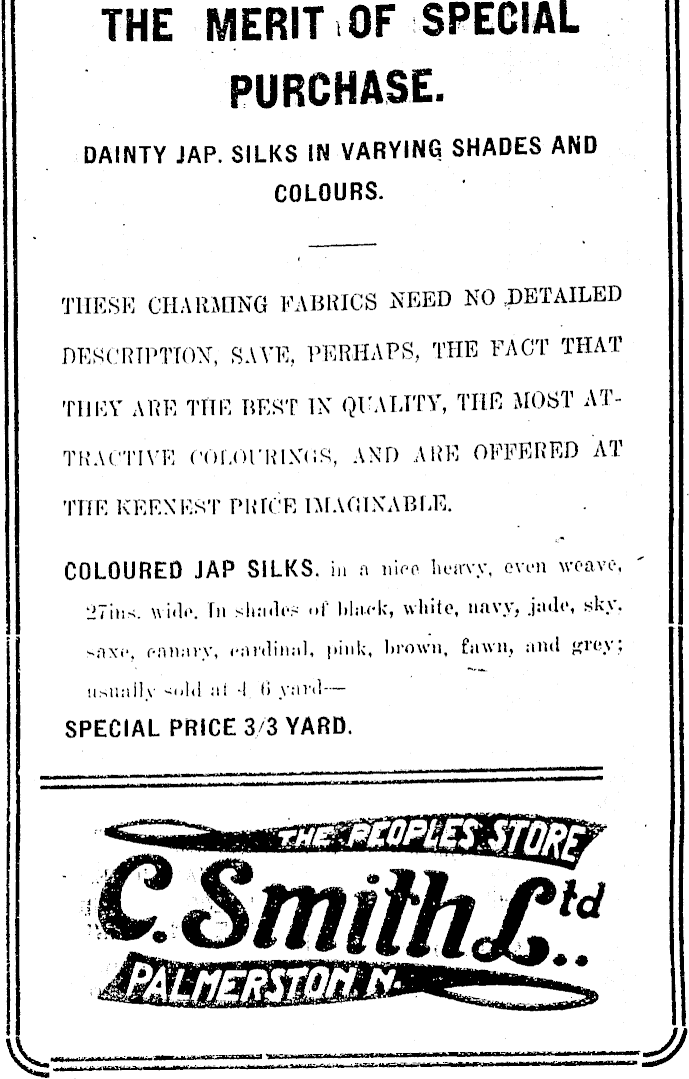 THE MERIT OF SPECIAL
PURCHASE.
DAINTY JAP. SILKS IN VARYING SHADES AND
COLOURS.
THESE CHARMING FABRICS NEED NO DETAILED
DESCRIPTION, SAVE, PERHAPS, THE FACT THAT
THEY ARE THE BEST IN QUALITY, THE MOST AT-
TRACTIVE COLOURINGS, AND ARE OFFERED AT
THE KEENEST PRICE IMAGINABLE.
COLOURED JAP SILKS, in a nice heavy, even weave,
27ins. wide. In shades of black, white, navy, jade, sky,
saxe, canary, cardinal, pink, brown, fawn, and grey;
usually sold at 4/6 yard—
SPECIAL PRICE 3/3 YARD.
THE PEOPLES STORE
C. Smith Ltd..
PALMERSTON. N.